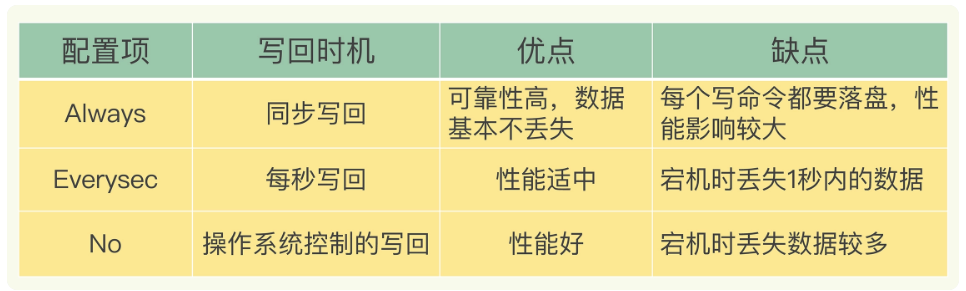 配置项 写回时机 优点 缺点
Always 同步写回 可靠性高，数据基本不丢失 每个写命令都要落盘，性能影响较大
Everysec 每秒写回 性能适中 宕机时丢失1秒内的数据
No 操作系统控制的写回 性能好 宕机时丢失数据较多